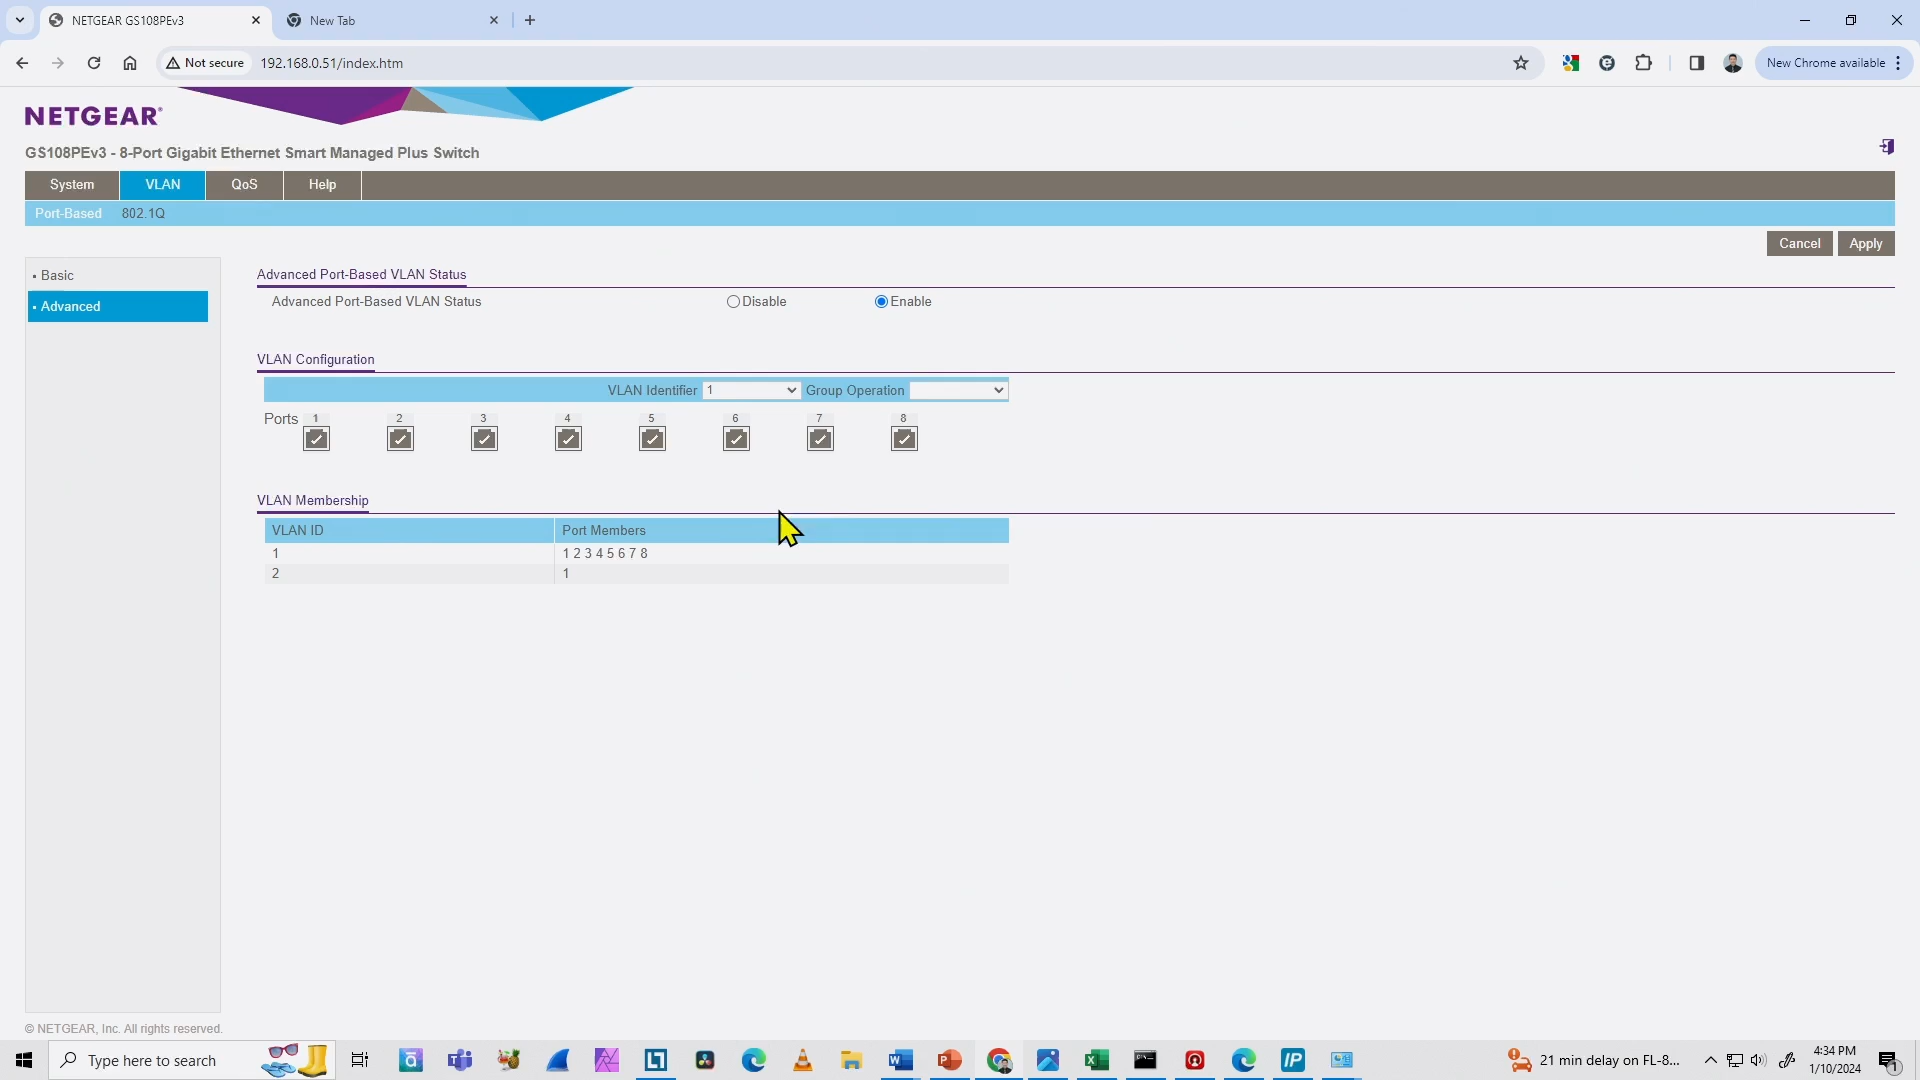 NETGEAR GS108PEv3
New Tab
Not secure
192.168.0.51/index.htm
New Chrome available
NETGEAR®
GS108PEv3 - 8-Port Gigabit Ethernet Smart Managed Plus Switch
System VLAN QoS Help
Port-Based 802.1Q
Cancel Apply
• Basic
• Advanced
Advanced Port-Based VLAN Status
Advanced Port-Based VLAN Status Disable Enable
VLAN Configuration
VLAN Identifier 1 Group Operation
Ports 1 2 3 4 5 6 7 8
VLAN Membership
VLAN ID Port Members
1 1 2 3 4 5 6 7 8
2 1
© NETGEAR, Inc. All rights reserved.
Type here to search
21 min delay on FL-8...
4:34 PM
1/10/2024
1